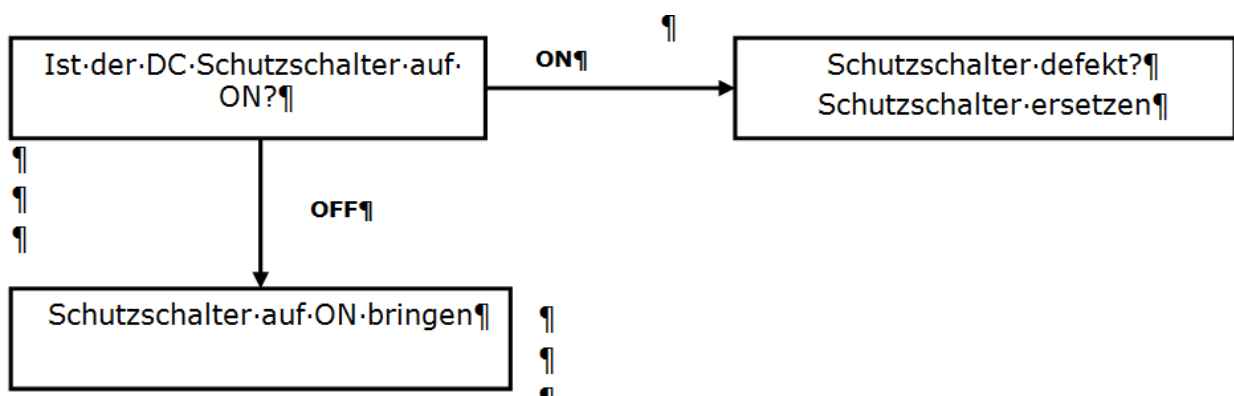 ¶
Ist·der·DC·Schutzschalter·auf·
ON?¶
ON¶
Schutzschalter·defekt?¶
Schutzschalter·ersetzen¶
¶
¶
¶
OFF¶
Schutzschalter·auf·ON·bringen¶
¶
¶
¶